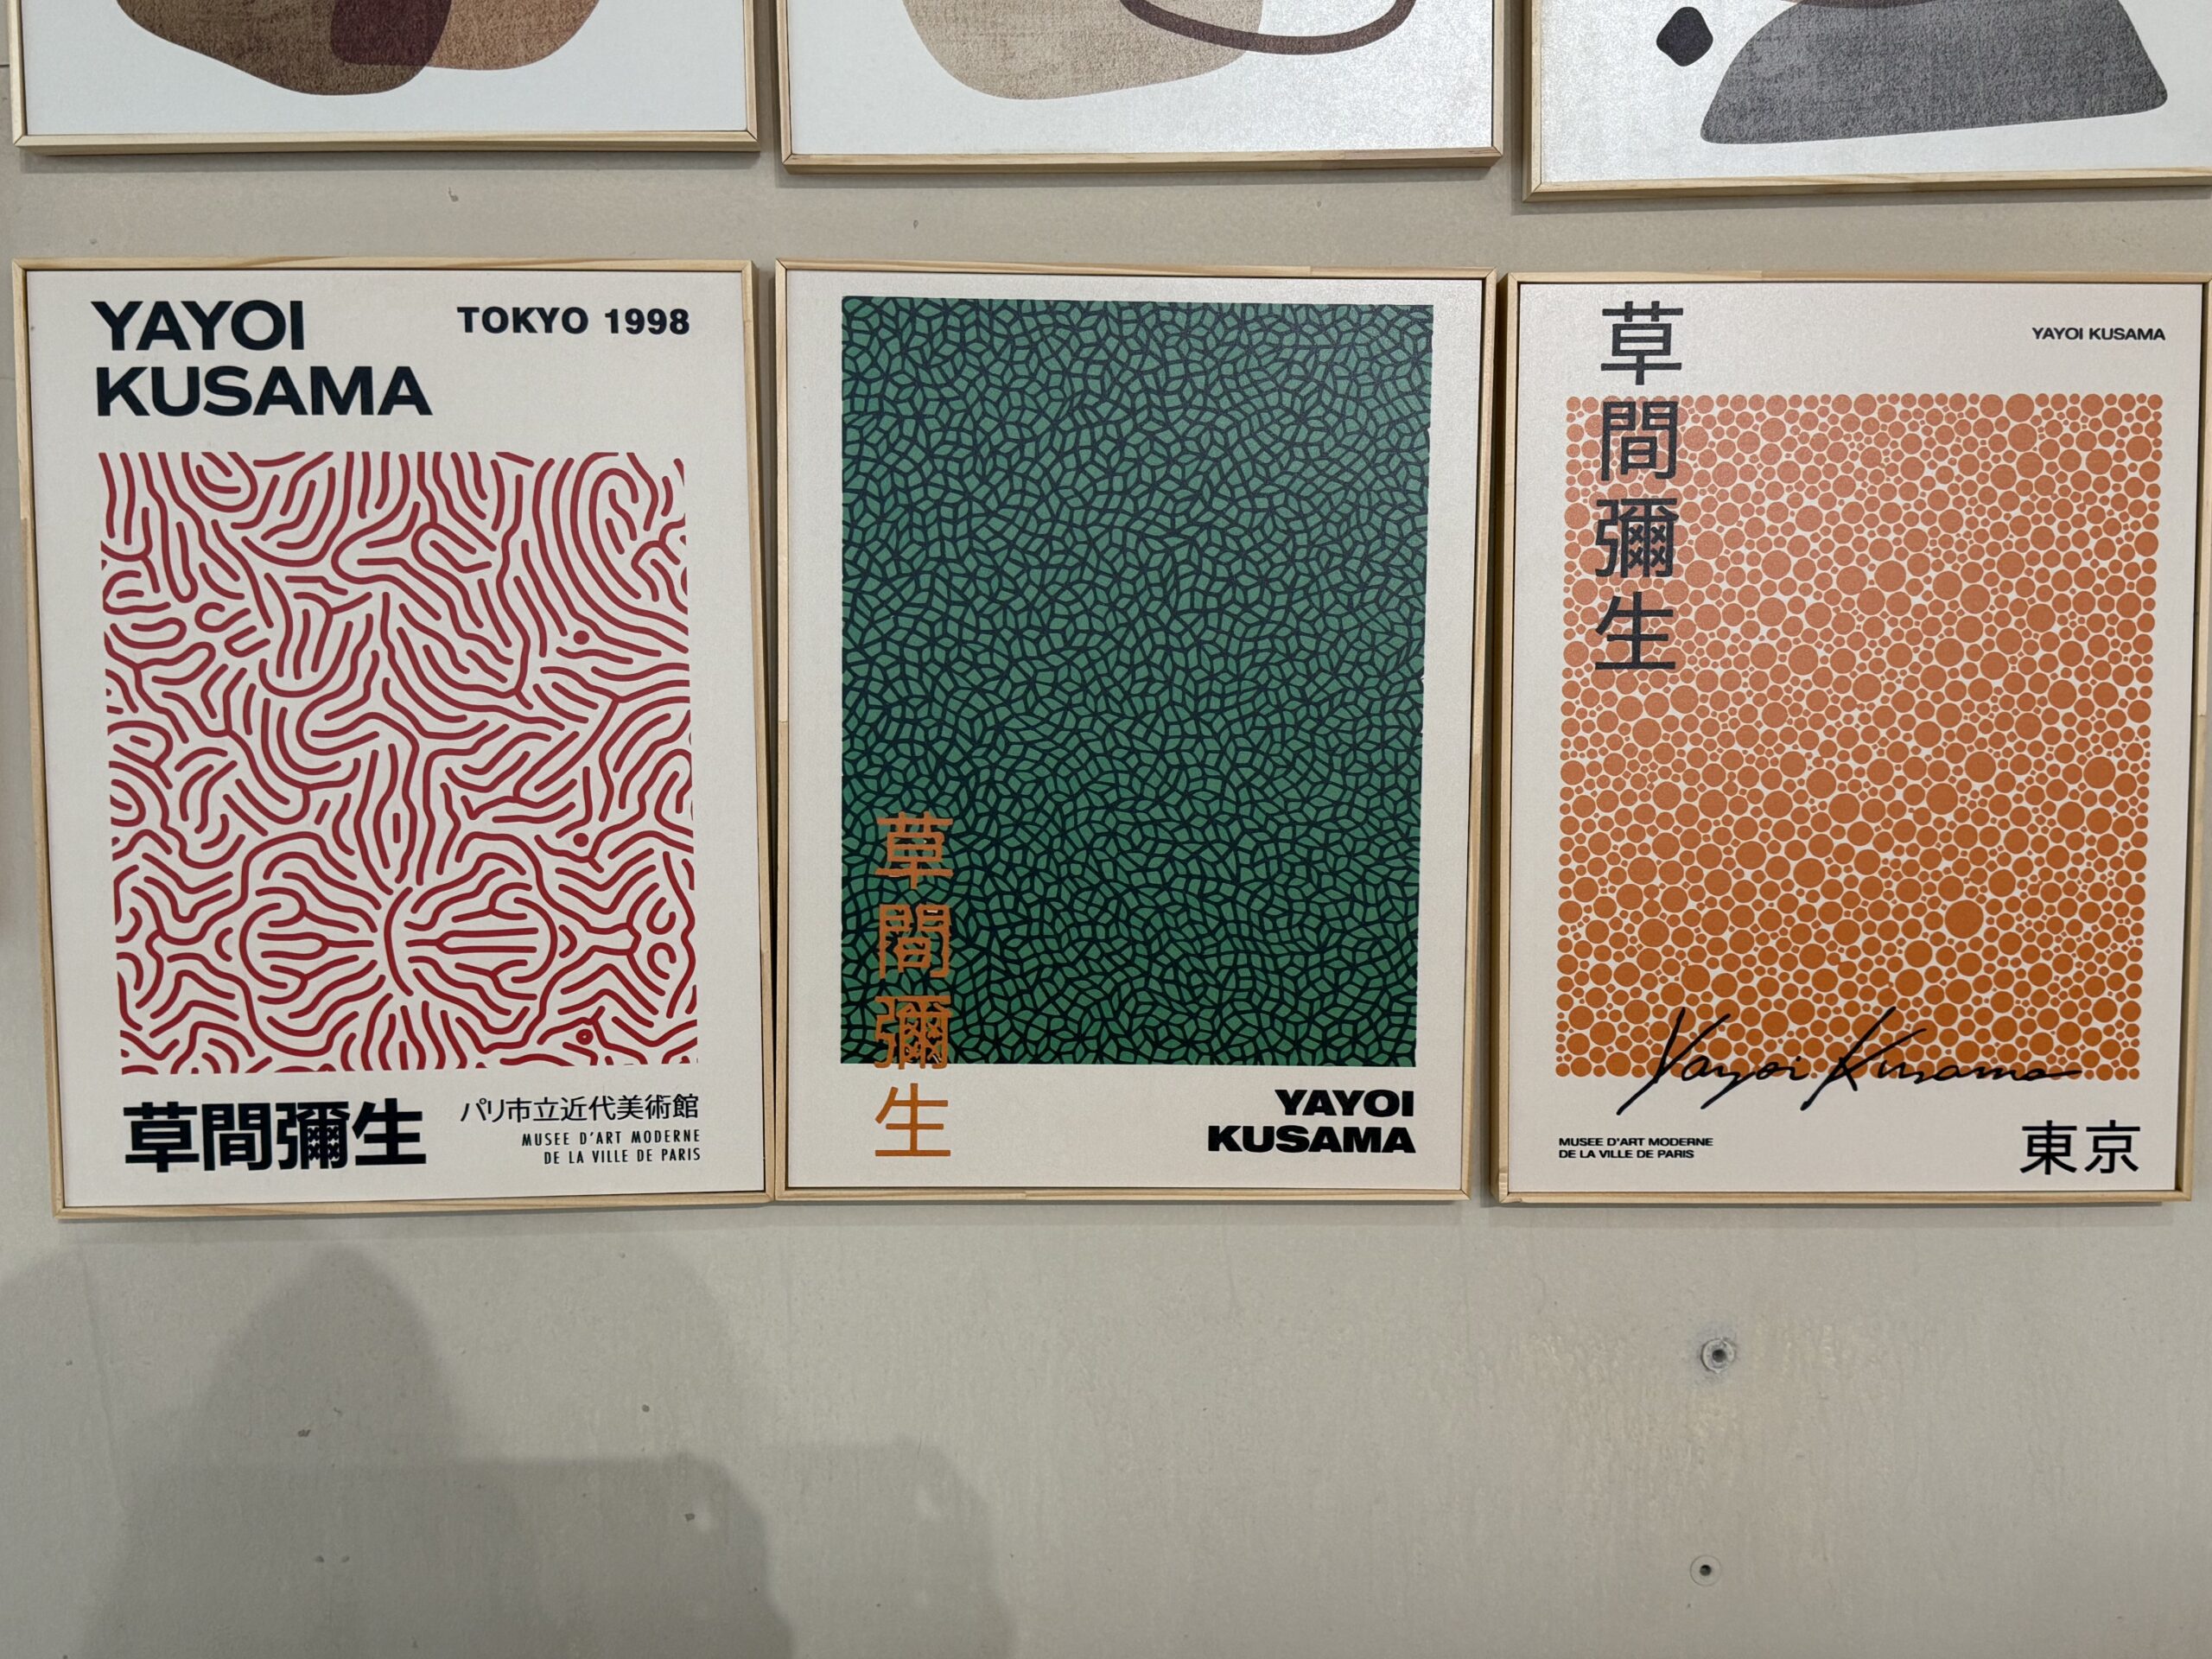 YAYOI
KUSAMA
TOKYO 1998
草間彌生
パリ市立近代美術館
MUSEE D'ART MODERNE
DE LA VILLE DE PARIS
草間彌生
YAYOI
KUSAMA
草間彌生
YAYOI KUSAMA
Yayoi Kusama
MUSEE D'ART MODERNE
DE LA VILLE DE PARIS
東京